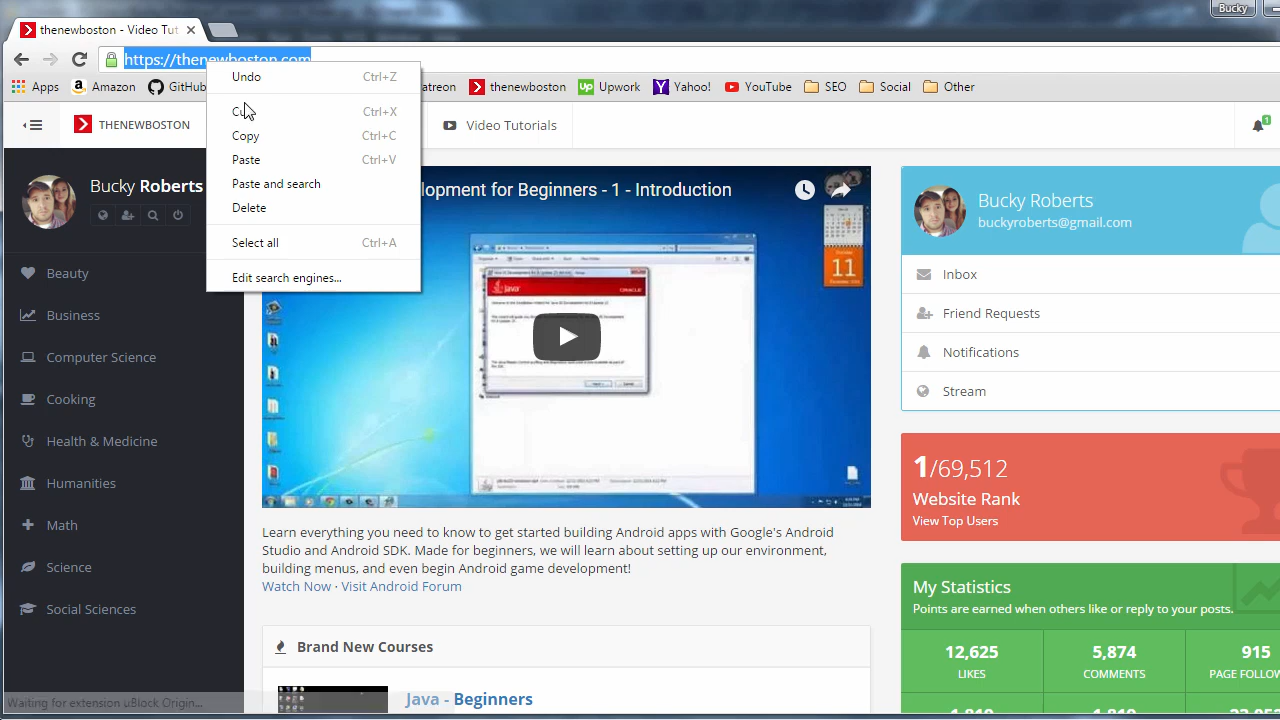 Bucky
thenewboston - Video Tut
https://thenewboston.com
Apps Amazon GitHub atreon thenewboston Upwork Yahoo! YouTube SEO Social Other
Undo Ctrl+Z
Cut Ctrl+X
Copy Ctrl+C
Paste Ctrl+V
Paste and search
Delete
Select all Ctrl+A
Edit search engines...
THENEWBOSTON
Video Tutorials
1
Bucky Roberts
Beauty
Business
Computer Science
Cooking
Health & Medicine
Humanities
Math
Science
Social Sciences
Waiting for extension uBlock Origin...
lopment for Beginners - 1 - Introduction
11
Java
ORACLE
Learn everything you need to know to get started building Android apps with Google's Android
Studio and Android SDK. Made for beginners, we will learn about setting up our environment,
building menus, and even begin Android game development!
Watch Now · Visit Android Forum
Brand New Courses
Java - Beginners
Bucky Roberts
buckyroberts@gmail.com
Inbox
Friend Requests
Notifications
Stream
1/69,512
Website Rank
View Top Users
My Statistics
Points are earned when others like or reply to your posts.
12,625 5,874 915
LIKES COMMENTS PAGE FOLLOW